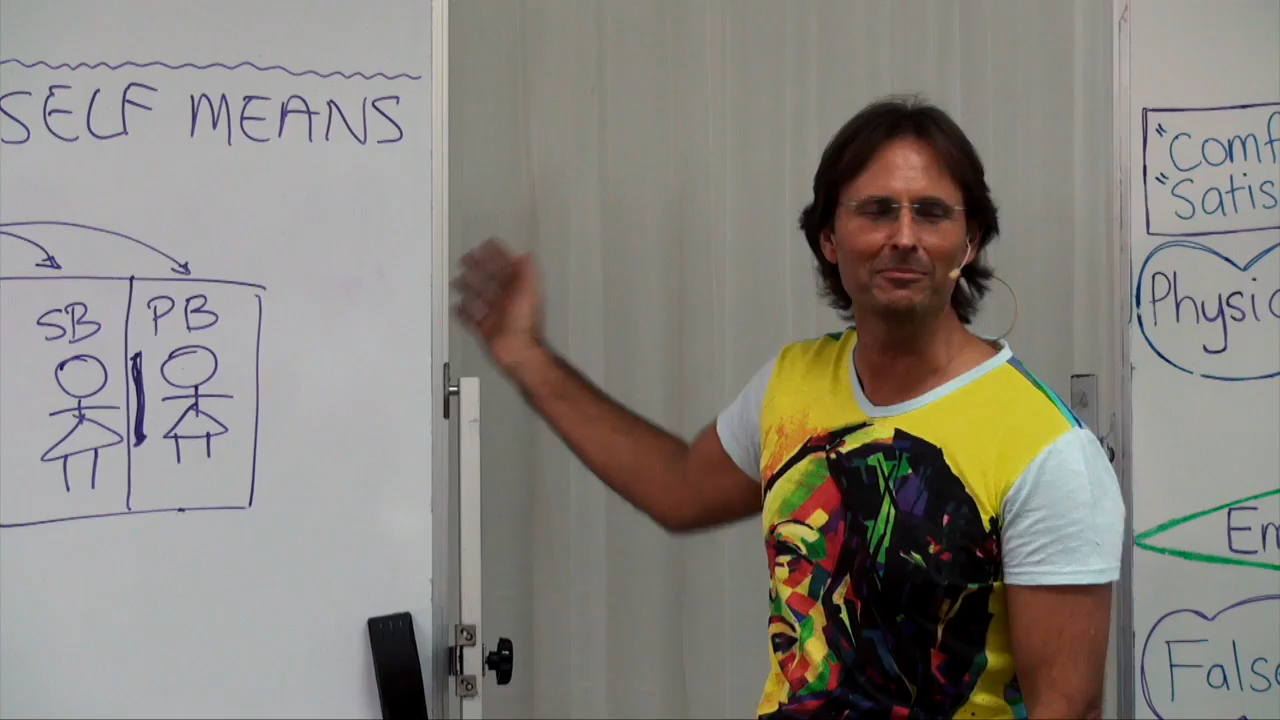 SELF MEANS
SB PB
"Comf
"Satis
Physic
Em
False